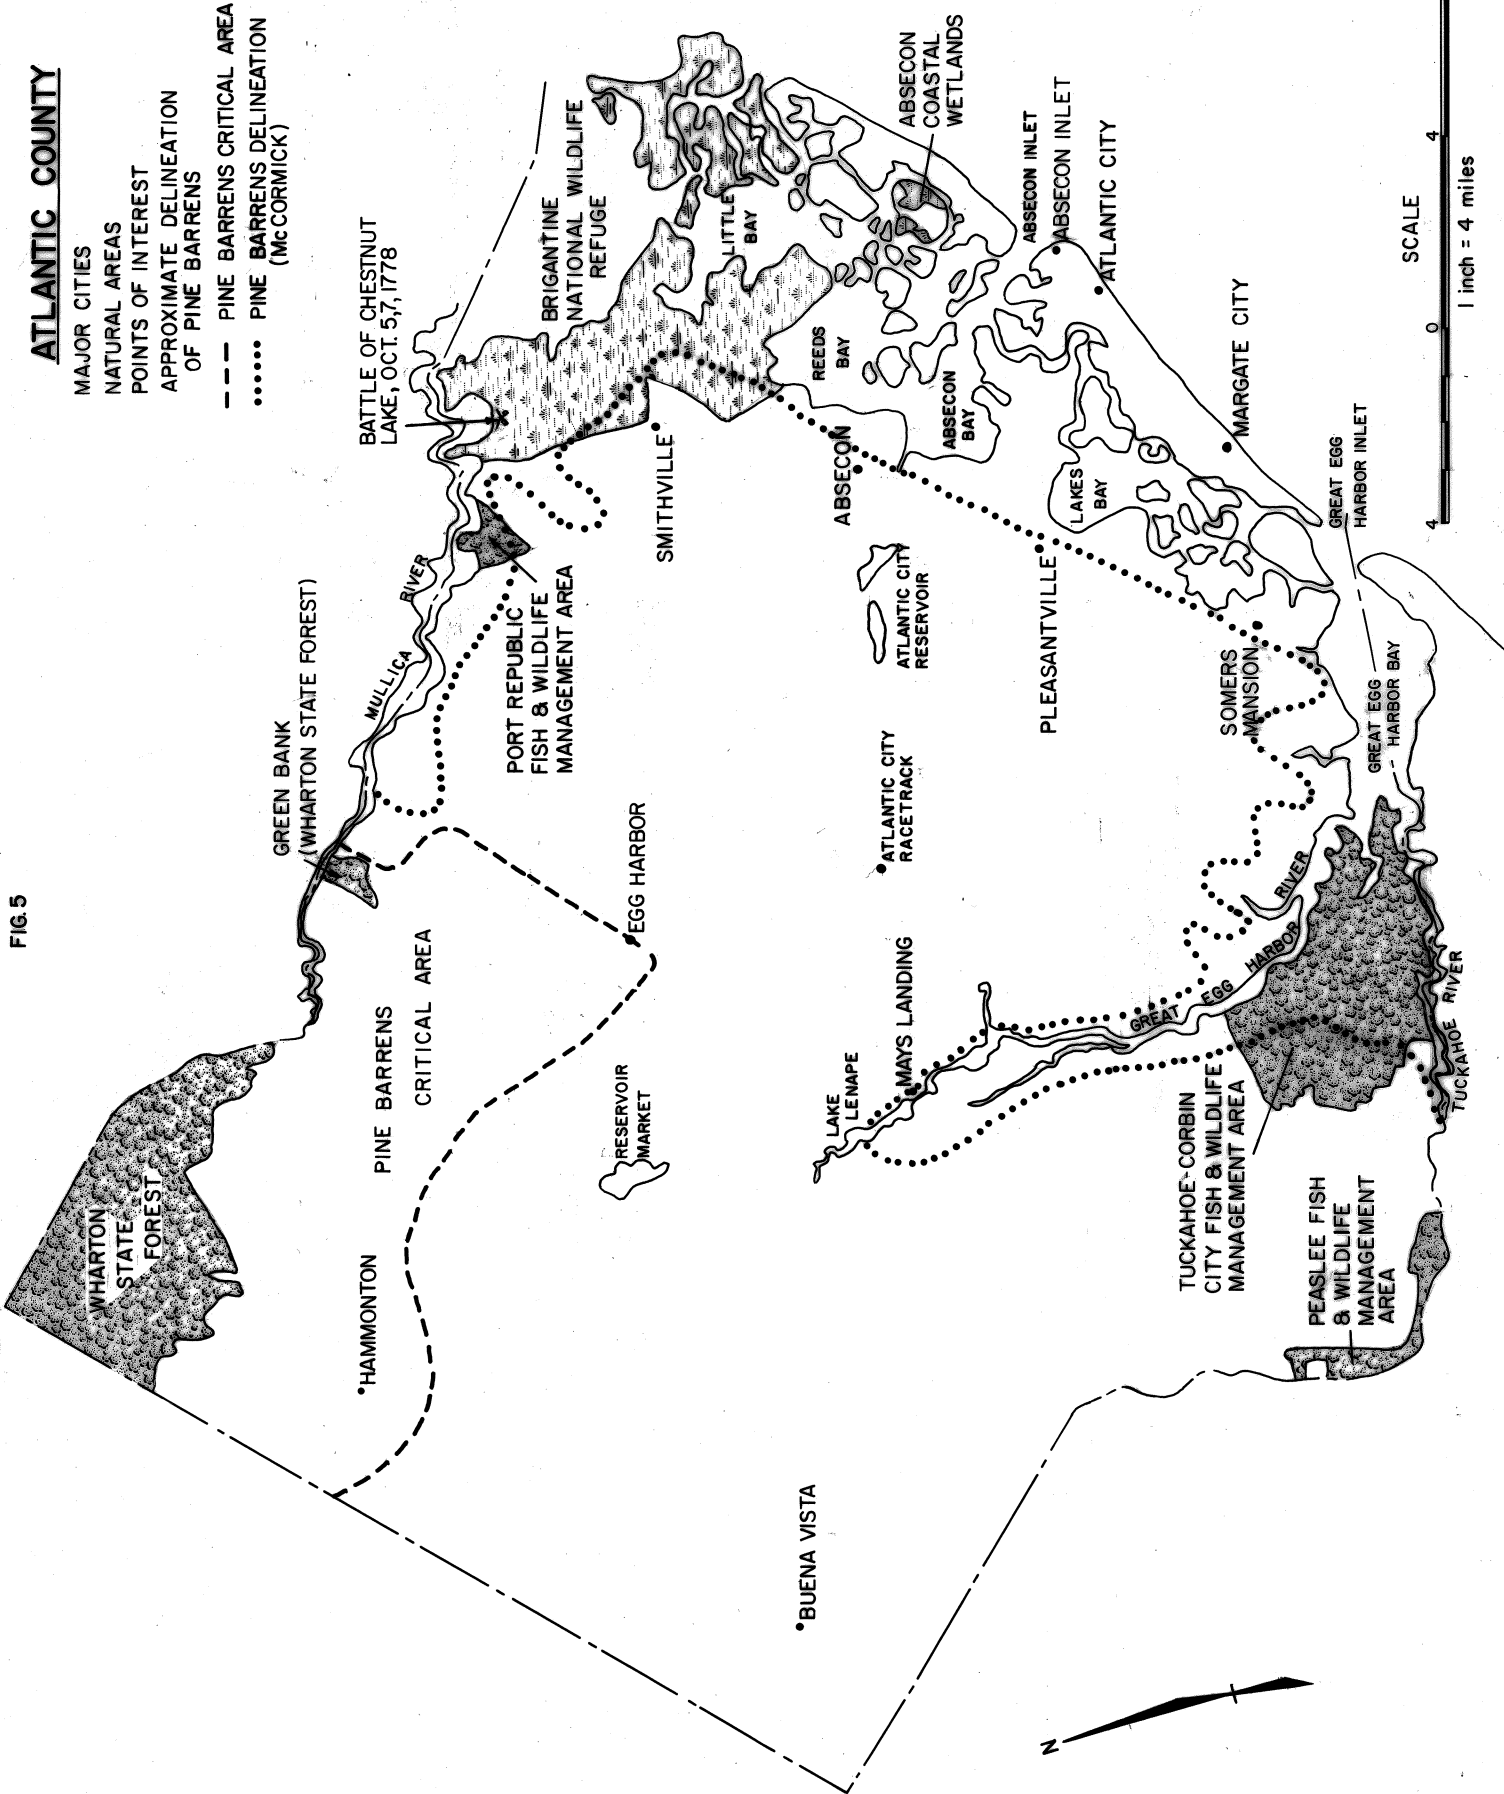 FIG. 5
ATLANTIC COUNTY
MAJOR CITIES
NATURAL AREAS
POINTS OF INTEREST
APPROXIMATE DELINEATION
OF PINE BARRENS
PINE BARRENS CRITICAL AREA
PINE BARRENS DELINEATION
(McCORMICK)
WHARTON
STATE
FOREST
GREEN BANK
(WHARTON STATE FOREST)
BATTLE OF CHESTNUT
LAKE, OCT. 5,7,1778
MULLICA
RIVER
HAMMONTON
PINE BARRENS
CRITICAL AREA
PORT REPUBLIC
FISH & WILDLIFE
MANAGEMENT AREA
BRIGANTINE
NATIONAL WILDLIFE
REFUGE
EGG HARBOR
SMITHVILLE
RESERVOIR
MARKET
LITTLE
BAY
BUENA VISTA
REEDS
BAY
ABSECON
ABSECON
COASTAL
WETLANDS
LAKE
LENAPE
MAYS LANDING
ATLANTIC CITY
RACETRACK
ATLANTIC CITY
RESERVOIR
ABSECON
BAY
ABSECON INLET
ABSECON INLET
ATLANTIC CITY
PLEASANTVILLE
LAKES
BAY
GREAT
EGG
HARBOR
RIVER
SOMERS
MANSION
MARGATE CITY
TUCKAHOE-CORBIN
CITY FISH & WILDLIFE
MANAGEMENT AREA
PEASLEE FISH
& WILDLIFE
MANAGEMENT
AREA
GREAT EGG
HARBOR INLET
GREAT EGG
HARBOR BAY
TUCKAHOE RIVER
N
SCALE
4 0 4
1 inch = 4 miles